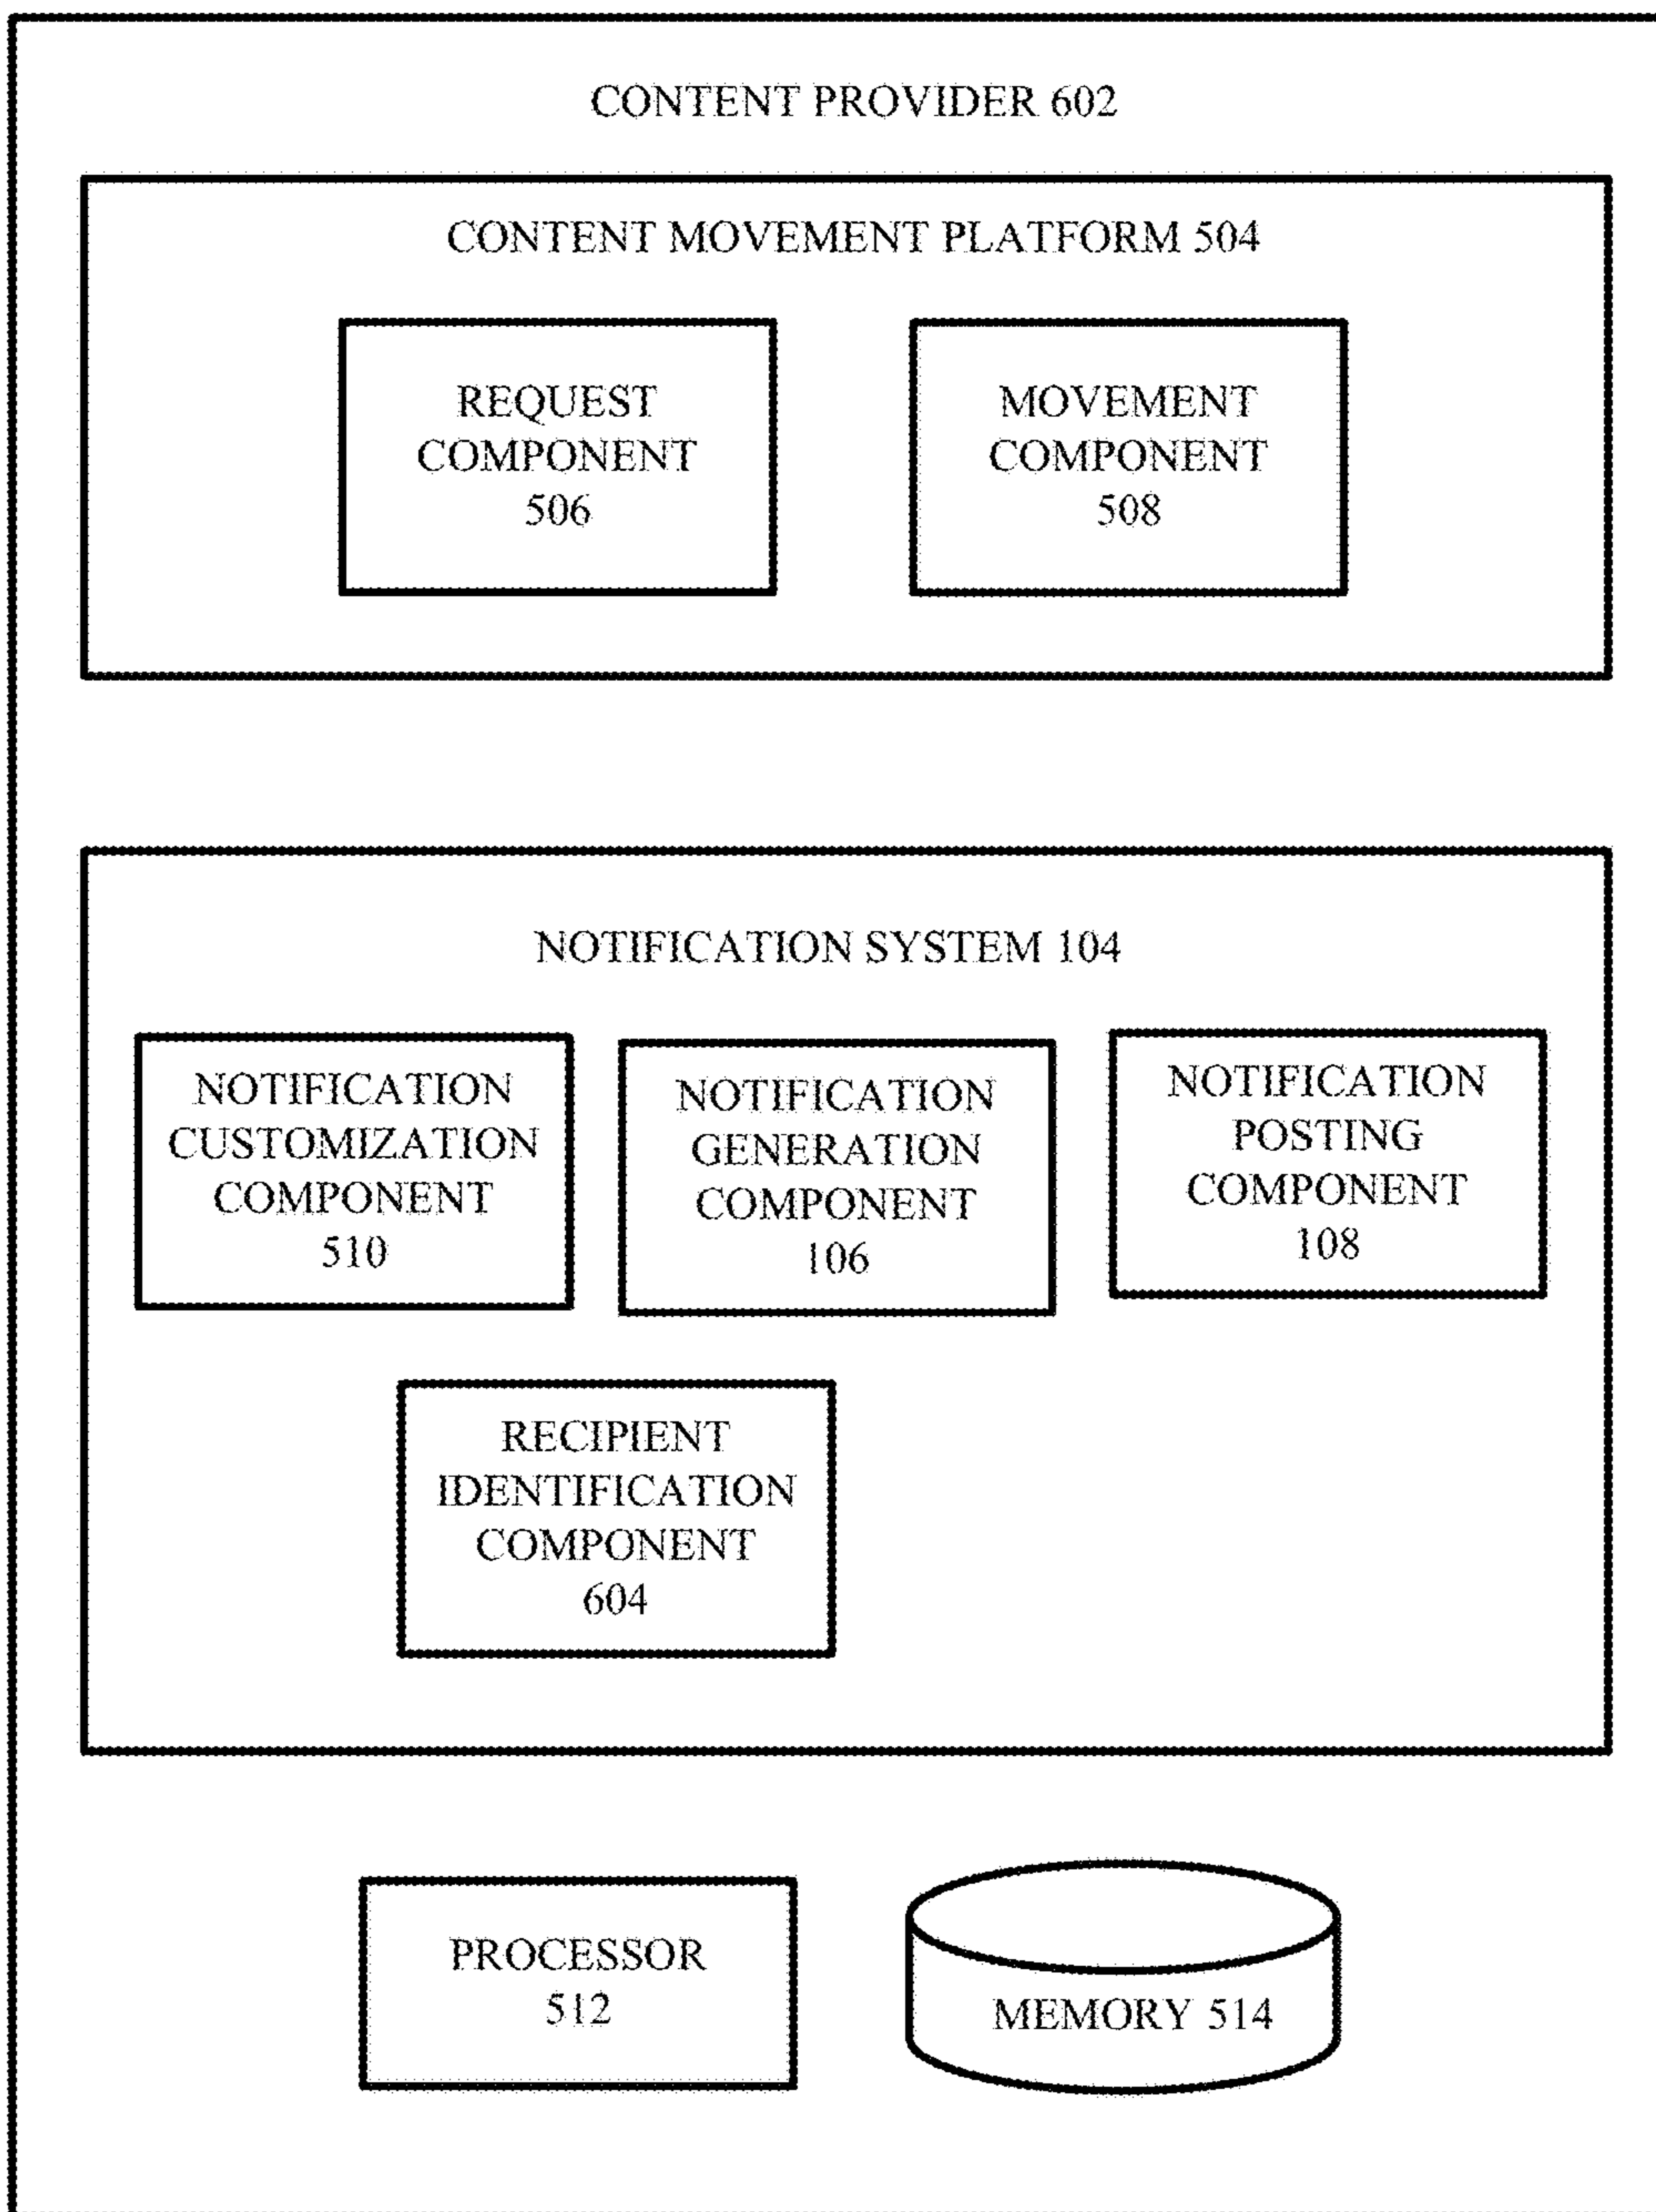 CONTENT PROVIDER 602
CONTENT MOVEMENT PLATFORM 504
REQUEST
COMPONENT
506
MOVEMENT
COMPONENT
508
NOTIFICATION SYSTEM 104
NOTIFICATION
CUSTOMIZATION
COMPONENT
510
NOTIFICATION
GENERATION
COMPONENT
106
NOTIFICATION
POSTING
COMPONENT
108
RECIPIENT
IDENTIFICATION
COMPONENT
604
PROCESSOR
512
MEMORY 514